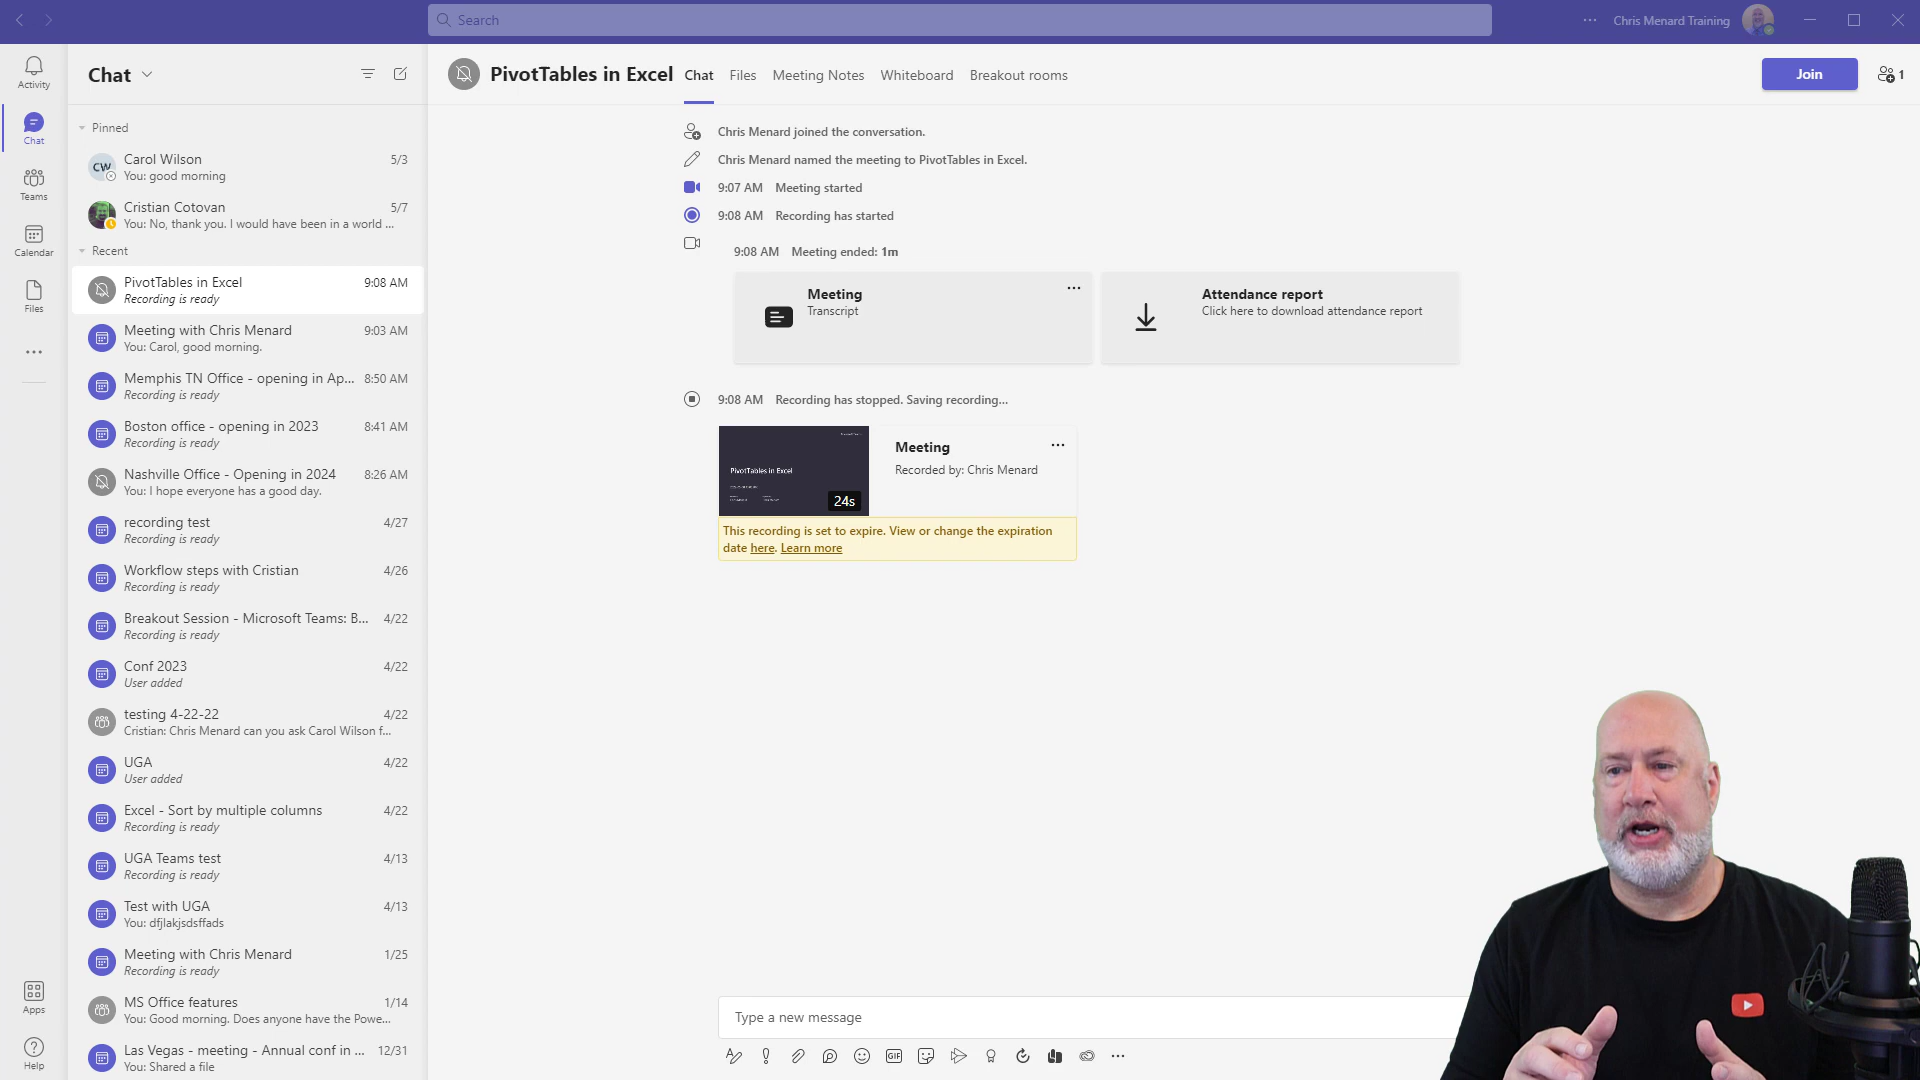 Search
Chris Menard Training
Activity
Chat
Teams
Calendar
Files
Apps
Help
Chat
Pinned
Carol Wilson 5/3
CW
You: good morning
Cristian Cotovan 5/7
You: No, thank you. I would have been in a world ...
Recent
PivotTables in Excel 9:08 AM
Recording is ready
Meeting with Chris Menard 9:03 AM
You: Carol, good morning.
Memphis TN Office - opening in Ap... 8:50 AM
Recording is ready
Boston office - opening in 2023 8:41 AM
Recording is ready
Nashville Office - Opening in 2024 8:26 AM
You: I hope everyone has a good day.
recording test 4/27
Recording is ready
Workflow steps with Cristian 4/26
Recording is ready
Breakout Session - Microsoft Teams: B... 4/22
Recording is ready
Conf 2023 4/22
User added
testing 4-22-22 4/22
Cristian: Chris Menard can you ask Carol Wilson f...
UGA 4/22
User added
Excel - Sort by multiple columns 4/22
Recording is ready
UGA Teams test 4/13
Recording is ready
Test with UGA 4/13
You: dfjlakjsdsffads
Meeting with Chris Menard 1/25
Recording is ready
MS Office features 1/14
You: Good morning. Does anyone have the Powe...
Las Vegas - meeting - Annual conf in ... 12/31
You: Shared a file
PivotTables in Excel Chat Files Meeting Notes Whiteboard Breakout rooms Join 1
Chris Menard joined the conversation.
Chris Menard named the meeting to PivotTables in Excel.
9:07 AM Meeting started
9:08 AM Recording has started
9:08 AM Meeting ended: 1m
Meeting
Transcript
Attendance report
Click here to download attendance report
9:08 AM Recording has stopped. Saving recording...
PivotTables in Excel
24s
Meeting
Recorded by: Chris Menard
This recording is set to expire. View or change the expiration
date here. Learn more
Type a new message
GIF